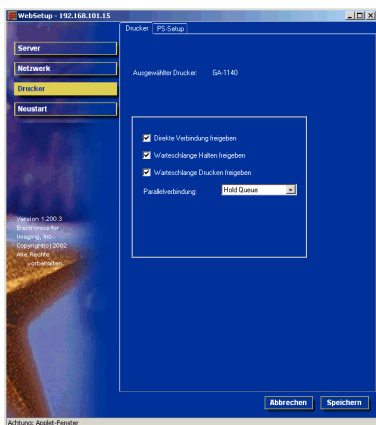 WebSetup - 192.168.101.15
Drucker PS-Setup
Server
Netzwerk
Drucker
Neustart
Ausgewählter Drucker: GA-1140
Direkte Verbindung freigeben
Warteschlange Halten freigeben
Warteschlange Drucken freigeben
Parallelverbindung: Hold Queue
Version 1.200.3
Electronics for
Imaging, Inc.
Copyright(c) 2002
Alle Rechte
vorbehalten.
Abbrechen Speichern
Achtung: Applet-Fenster